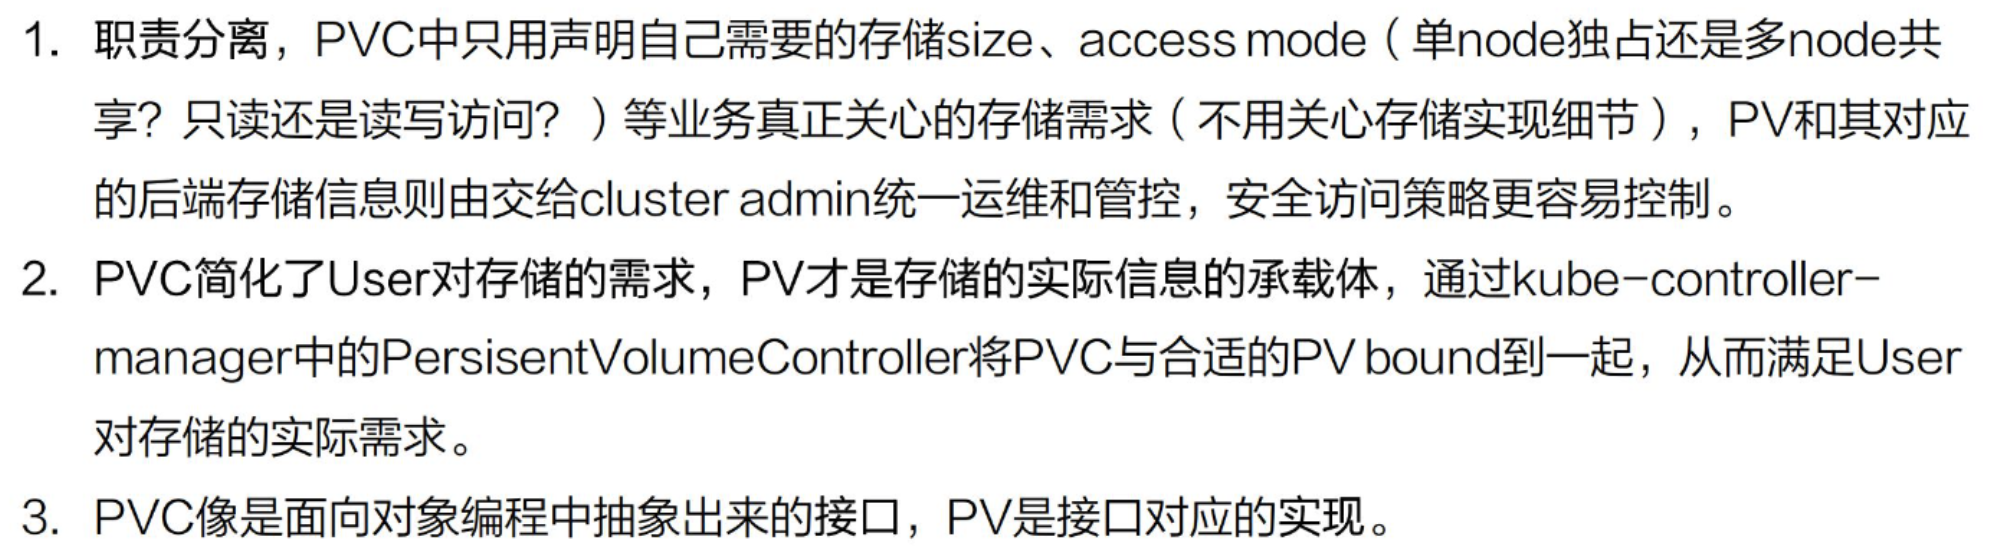 1. 职责分离，PVC中只用声明自己需要的存储size、access mode（单node独占还是多node共
享？只读还是读写访问？）等业务真正关心的存储需求（不用关心存储实现细节），PV和其对应
的后端存储信息则由交给cluster admin统一运维和管控，安全访问策略更容易控制。
2. PVC简化了User对存储的需求，PV才是存储的实际信息的承载体，通过kube-controller-
manager中的PersisentVolumeController将PVC与合适的PV bound到一起，从而满足User
对存储的实际需求。
3. PVC像是面向对象编程中抽象出来的接口，PV是接口对应的实现。